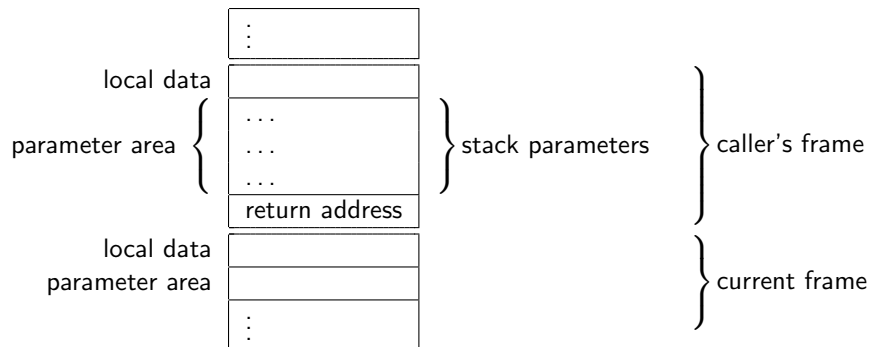 ⋮
local data
parameter area
...
...
...
stack parameters
caller's frame
return address
local data
parameter area
current frame
⋮